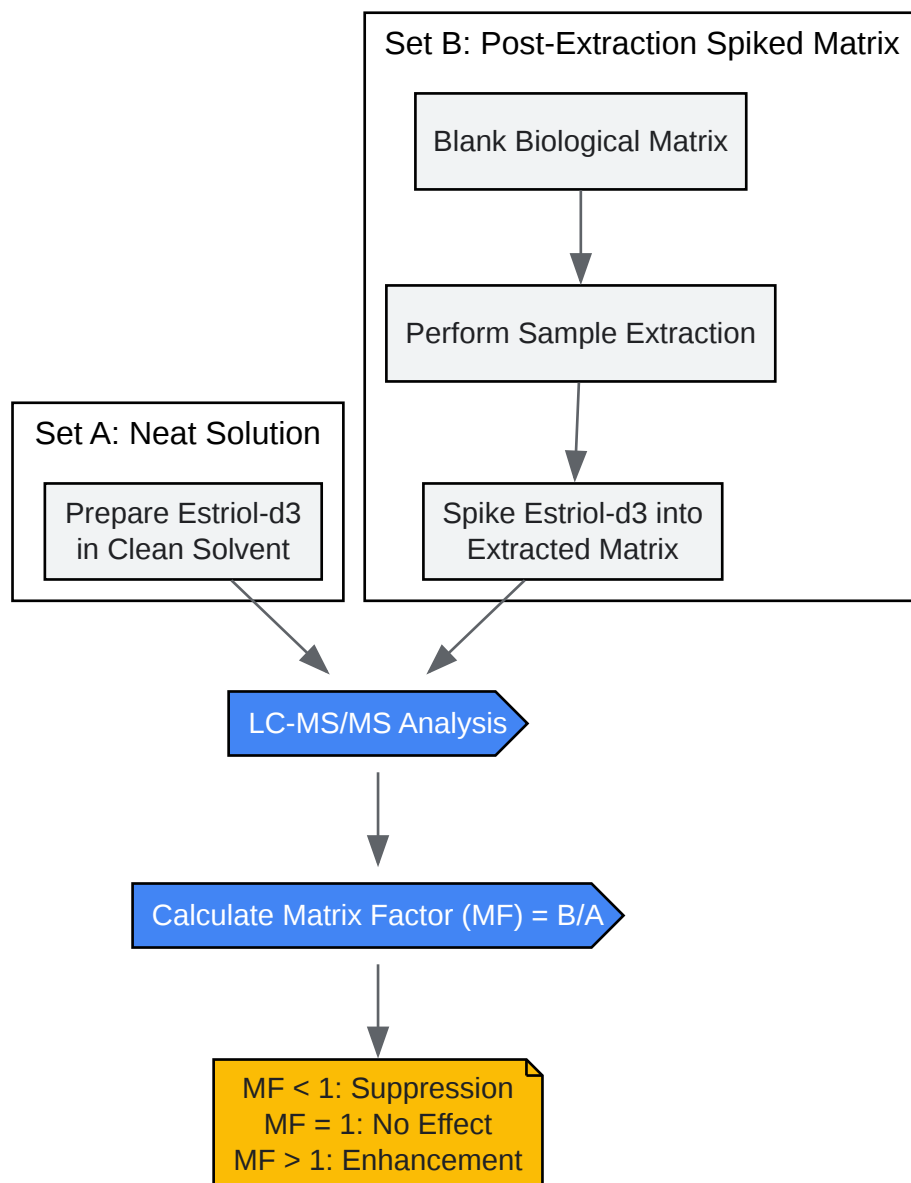 Set B: Post-Extraction Spiked Matrix
Blank Biological Matrix
Perform Sample Extraction
Set A: Neat Solution
Prepare Estriol-d3
in Clean Solvent
Spike Estriol-d3 into
Extracted Matrix
LC-MS/MS Analysis
Calculate Matrix Factor (MF) = B/A
MF < 1: Suppression
MF = 1: No Effect
MF > 1: Enhancement